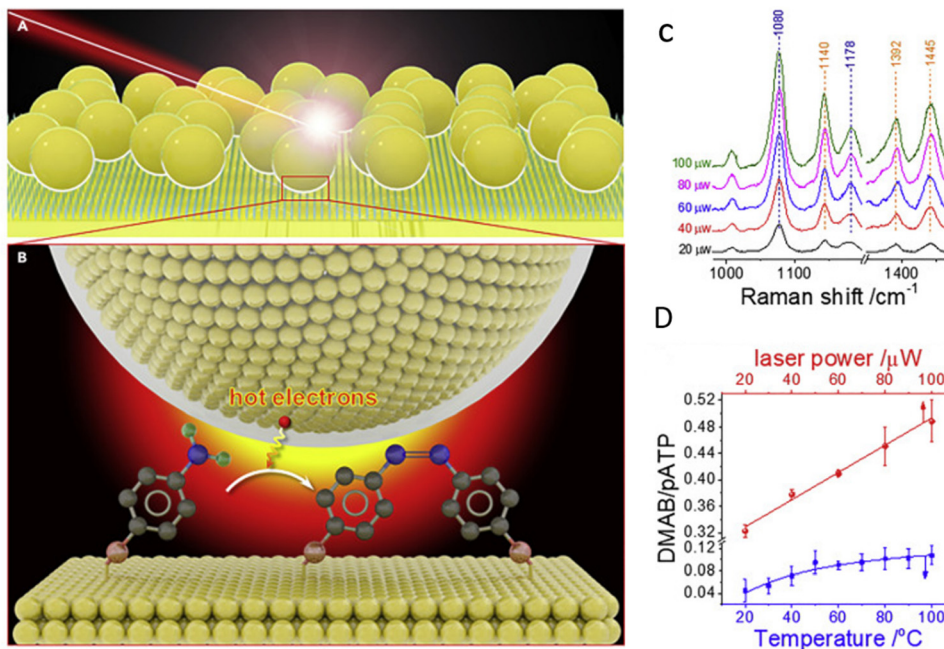 A
hot electrons
B
C
1080
1140
1178
1392
1445
100 μW
80 μW
60 μW
40 μW
20 μW
1000 1100 1400
Raman shift /cm-1
D
laser power /μW
20 40 60 80 100
0.52
0.48
0.44
0.40
0.36
0.32
0.12
0.08
0.04
DMAB/pATP
20 40 60 80 100
Temperature /ºC